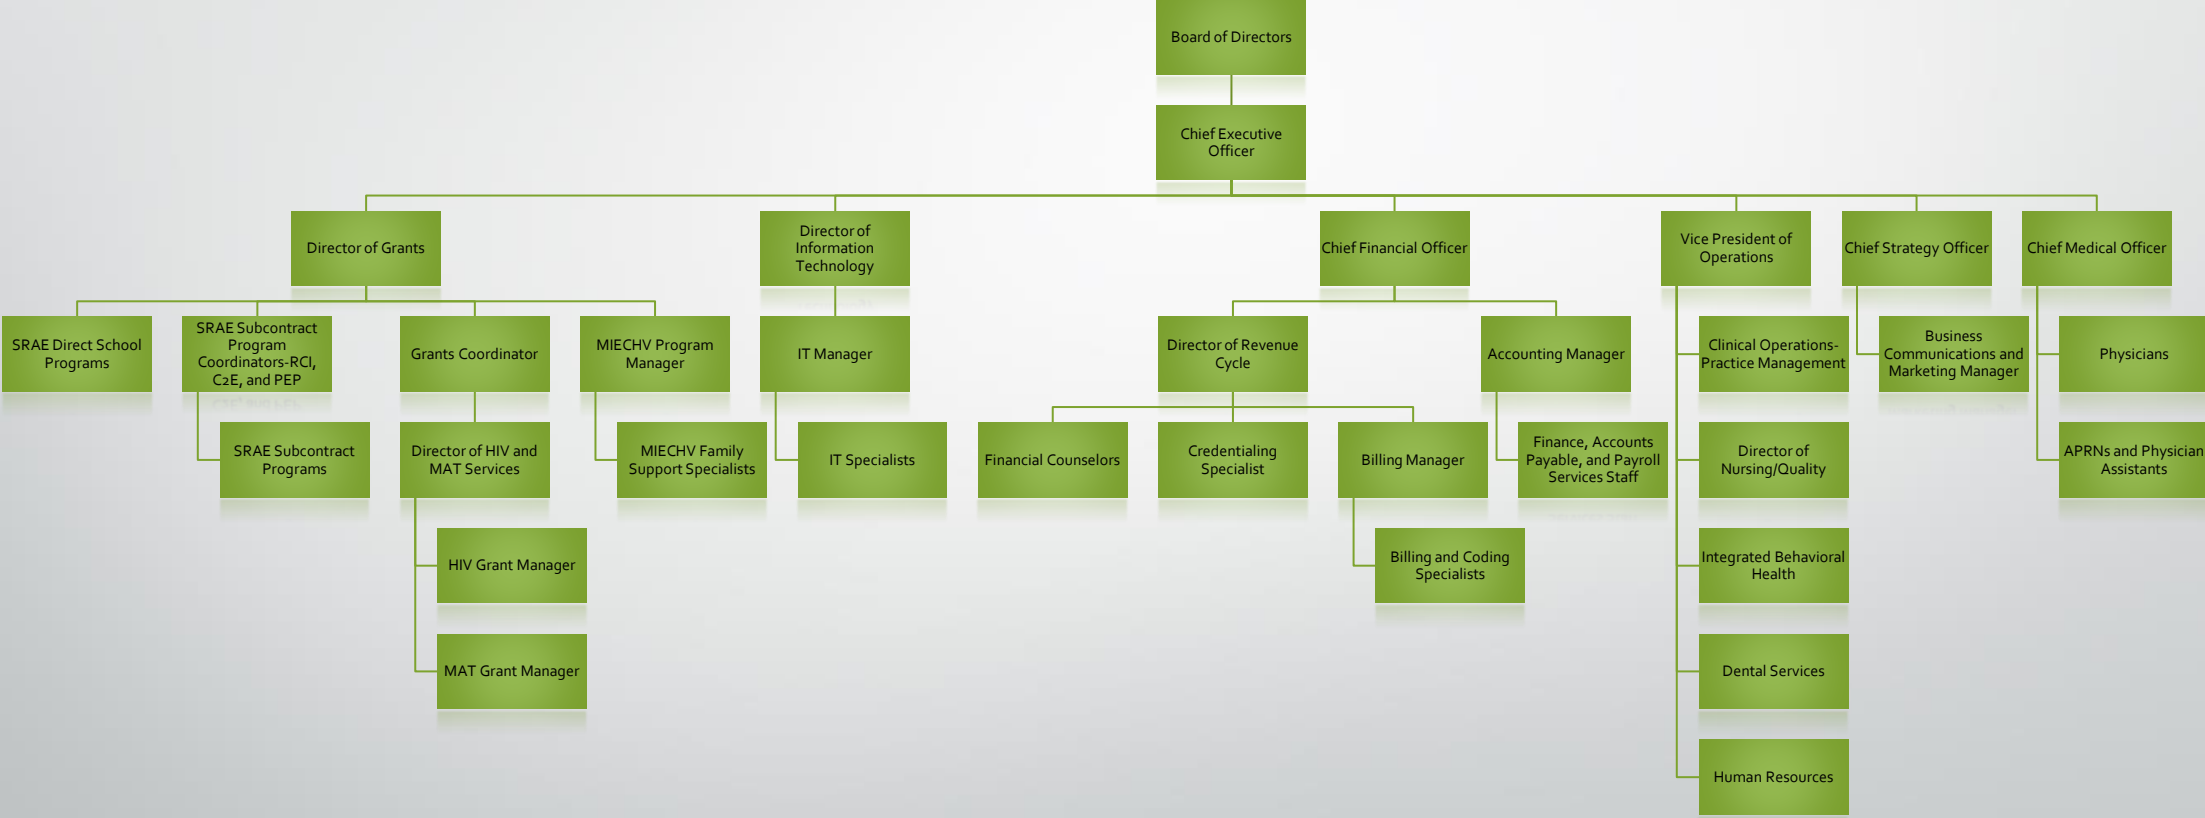 Board of Directors
Chief Executive
Officer
Director of Grants
Director of
Information
Technology
Chief Financial Officer
Vice President of
Operations
Chief Strategy Officer
Chief Medical Officer
SRAE Direct School
Programs
SRAE Subcontract
Program
Coordinators-RCI,
C2E, and PEP
Grants Coordinator
MIECHV Program
Manager
IT Manager
Director of Revenue
Cycle
Accounting Manager
Clinical Operations-
Practice Management
Business
Communications and
Marketing Manager
Physicians
SRAE Subcontract
Programs
Director of HIV and
MAT Services
MIECHV Family
Support Specialists
IT Specialists
Financial Counselors
Credentialing
Specialist
Billing Manager
Finance, Accounts
Payable, and Payroll
Services Staff
Director of
Nursing/Quality
APRNs and Physician
Assistants
HIV Grant Manager
Billing and Coding
Specialists
Integrated Behavioral
Health
MAT Grant Manager
Dental Services
Human Resources